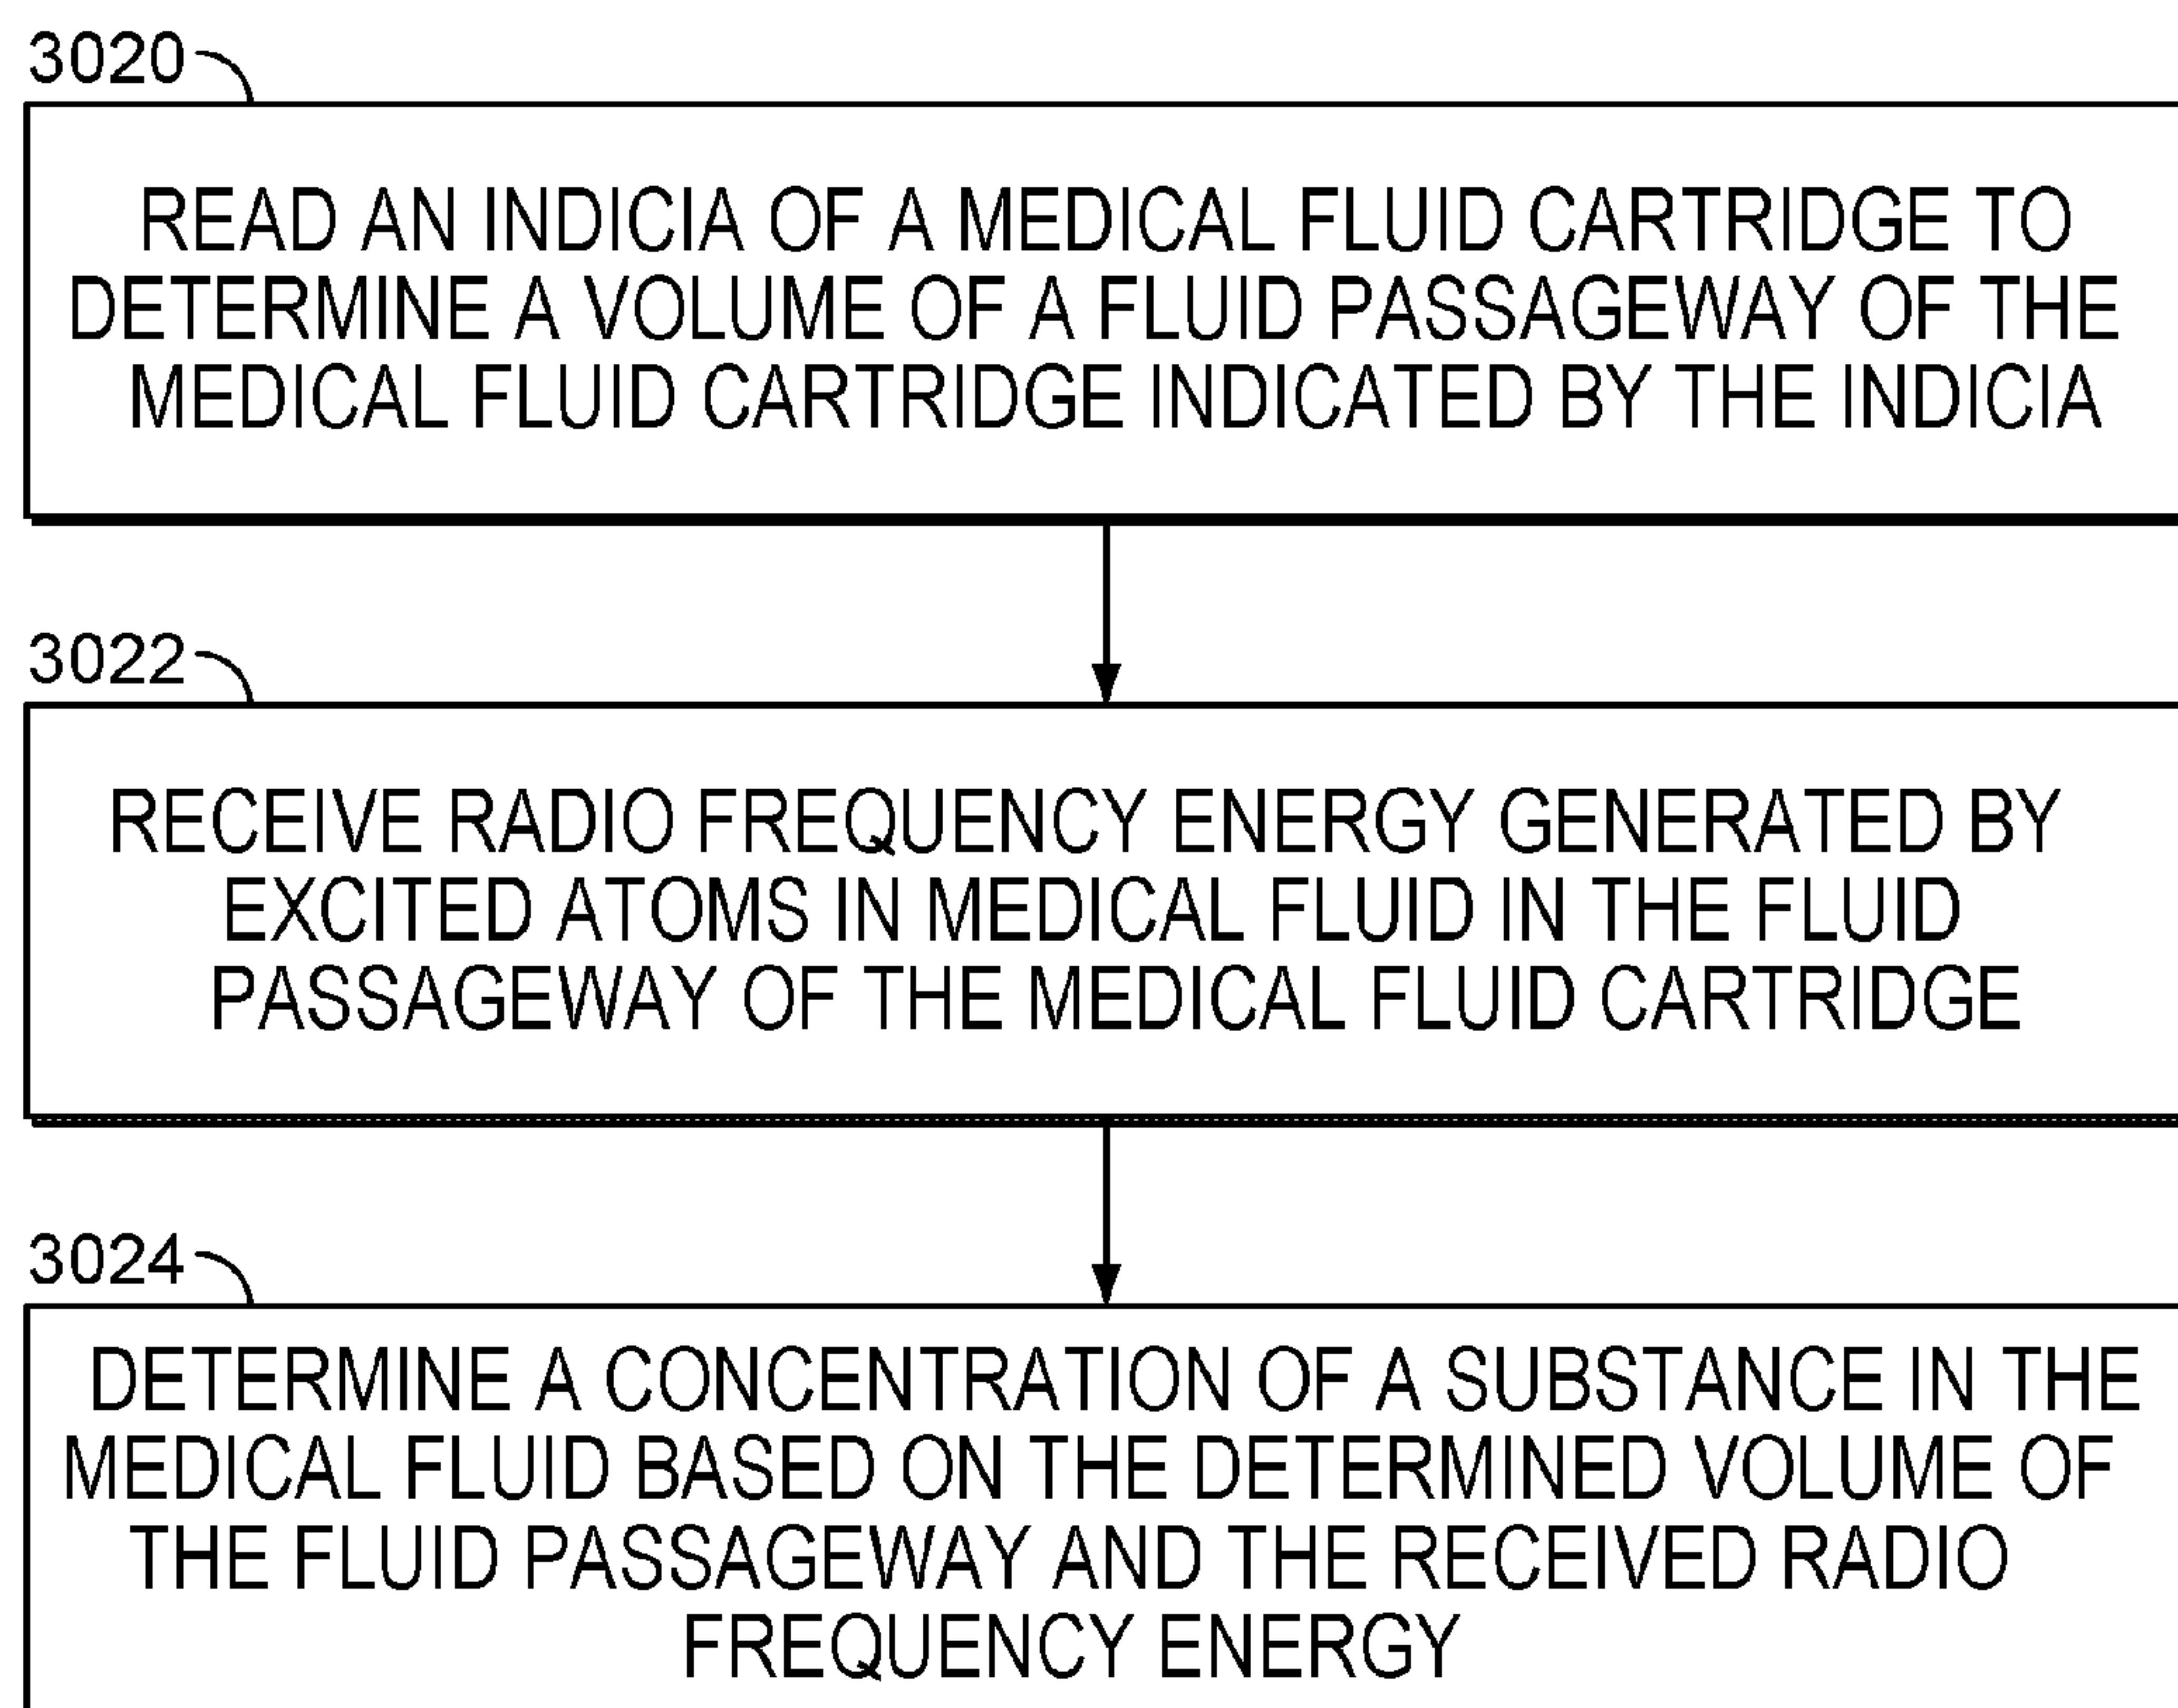 3020
READ AN INDICIA OF A MEDICAL FLUID CARTRIDGE TO
DETERMINE A VOLUME OF A FLUID PASSAGEWAY OF THE
MEDICAL FLUID CARTRIDGE INDICATED BY THE INDICIA
3022
RECEIVE RADIO FREQUENCY ENERGY GENERATED BY
EXCITED ATOMS IN MEDICAL FLUID IN THE FLUID
PASSAGEWAY OF THE MEDICAL FLUID CARTRIDGE
3024
DETERMINE A CONCENTRATION OF A SUBSTANCE IN THE
MEDICAL FLUID BASED ON THE DETERMINED VOLUME OF
THE FLUID PASSAGEWAY AND THE RECEIVED RADIO
FREQUENCY ENERGY